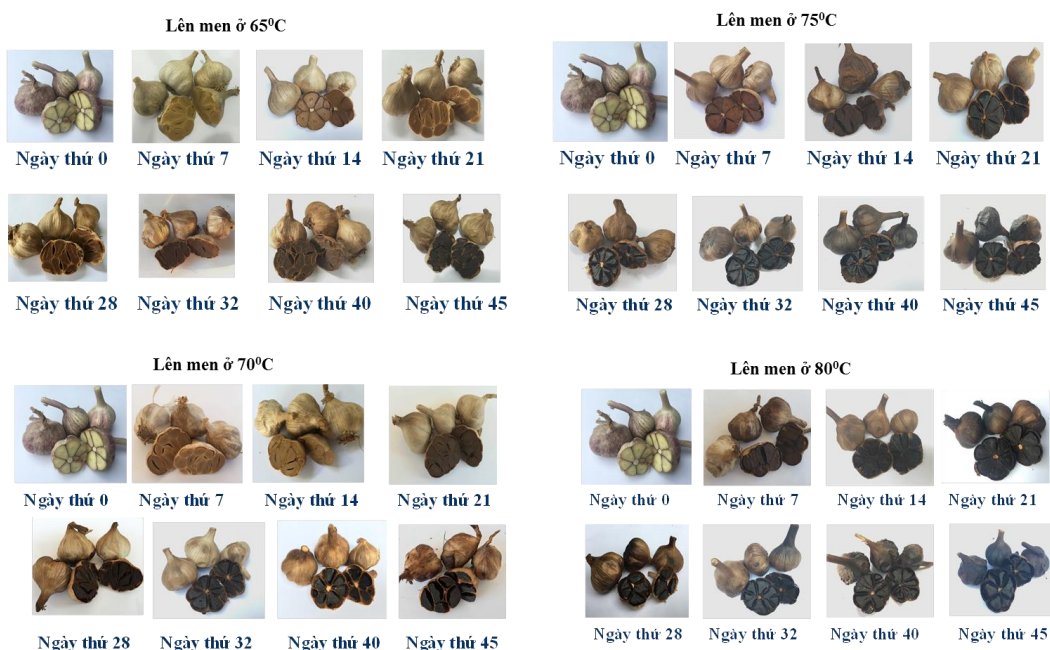 Lên men ở 65⁰C
Ngày thứ 0 Ngày thứ 7 Ngày thứ 14 Ngày thứ 21
Ngày thứ 28 Ngày thứ 32 Ngày thứ 40 Ngày thứ 45
Lên men ở 75⁰C
Ngày thứ 0 Ngày thứ 7 Ngày thứ 14 Ngày thứ 21
Ngày thứ 28 Ngày thứ 32 Ngày thứ 40 Ngày thứ 45
Lên men ở 70⁰C
Ngày thứ 0 Ngày thứ 7 Ngày thứ 14 Ngày thứ 21
Ngày thứ 28 Ngày thứ 32 Ngày thứ 40 Ngày thứ 45
Lên men ở 80⁰C
Ngày thứ 0 Ngày thứ 7 Ngày thứ 14 Ngày thứ 21
Ngày thứ 28 Ngày thứ 32 Ngày thứ 40 Ngày thứ 45